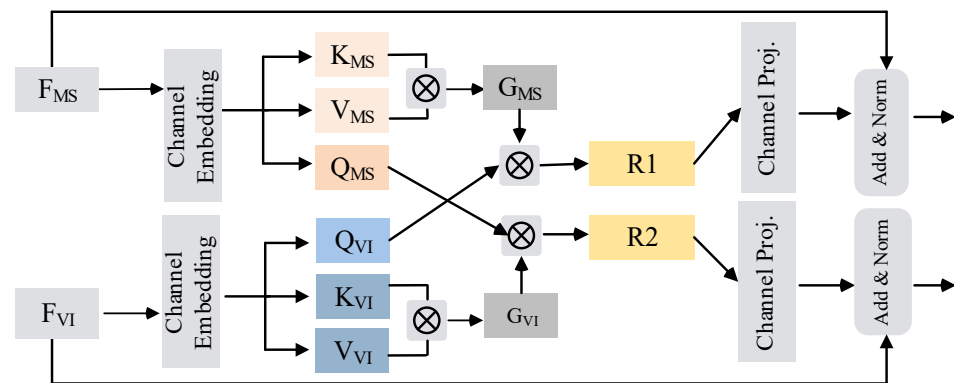 F_MS
Channel
Embedding
K_MS
V_MS
Q_MS
G_MS
R1
Channel Proj.
Add & Norm
F_VI
Channel
Embedding
Q_VI
K_VI
V_VI
G_VI
R2
Channel Proj.
Add & Norm